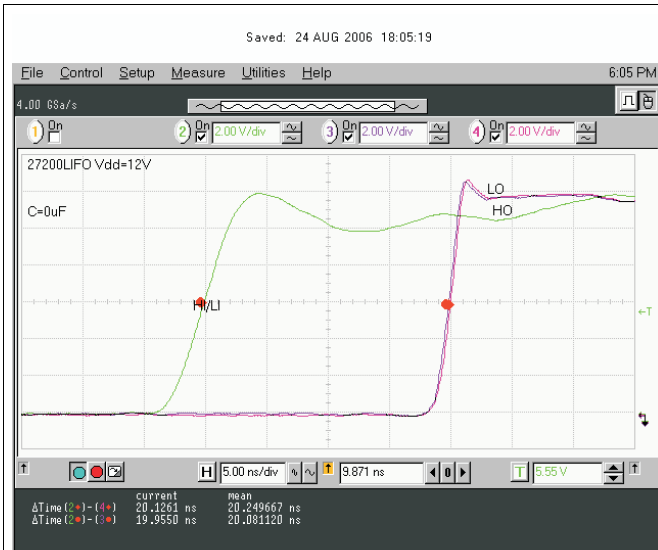 Saved: 24 AUG 2006 18:05:19
File Control Setup Measure Utilities Help 6:05 PM
4.00 GSa/s
1 On 2 On 2.00 V/div 3 On 2.00 V/div 4 On 2.00 V/div
27200LIFO Vdd=12V
LO
C=0uF
HO
HI/LI
T
H 5.00 ns/div 9.871 ns 0 T 5.55 V
current mean
ΔTime(2)-(4) 20.1261 ns 20.249667 ns
ΔTime(2)-(3) 19.9550 ns 20.081120 ns